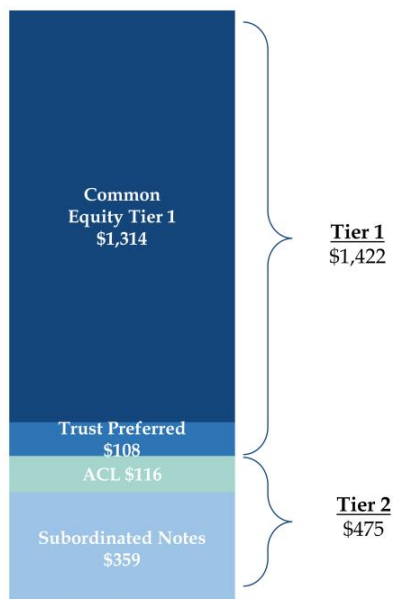 Common
Equity Tier 1
$1,314
Tier 1
$1,422
Trust Preferred
$108
ACL $116
Tier 2
$475
Subordinated Notes
$359